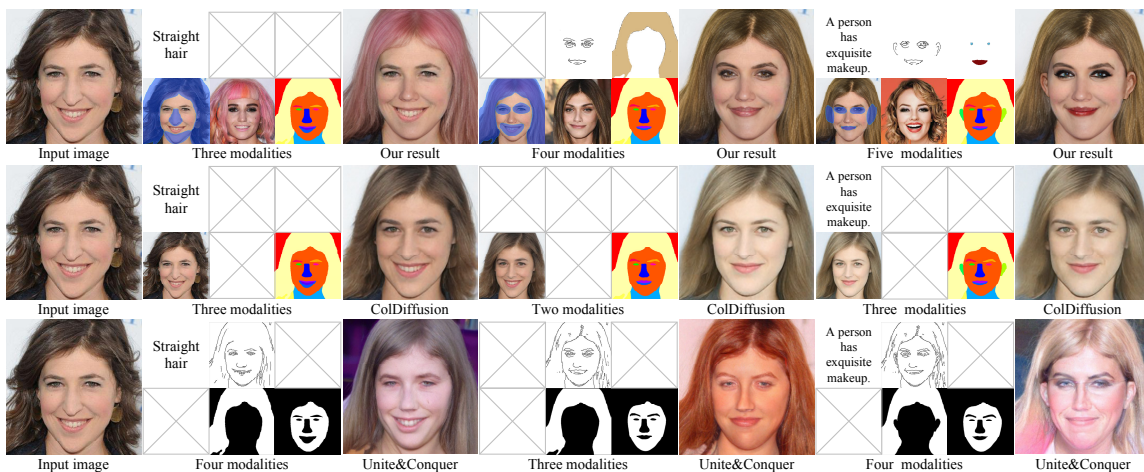 Straight
hair
A person
has
exquisite
makeup.
Input image
Three modalities
Our result
Four modalities
Our result
Five modalities
Our result
Straight
hair
A person
has
exquisite
makeup.
Input image
Three modalities
ColDiffusion
Two modalities
ColDiffusion
Three modalities
ColDiffusion
Straight
hair
A person
has
exquisite
makeup.
Input image
Four modalities
Unite&Conquer
Three modalities
Unite&Conquer
Four modalities
Unite&Conquer